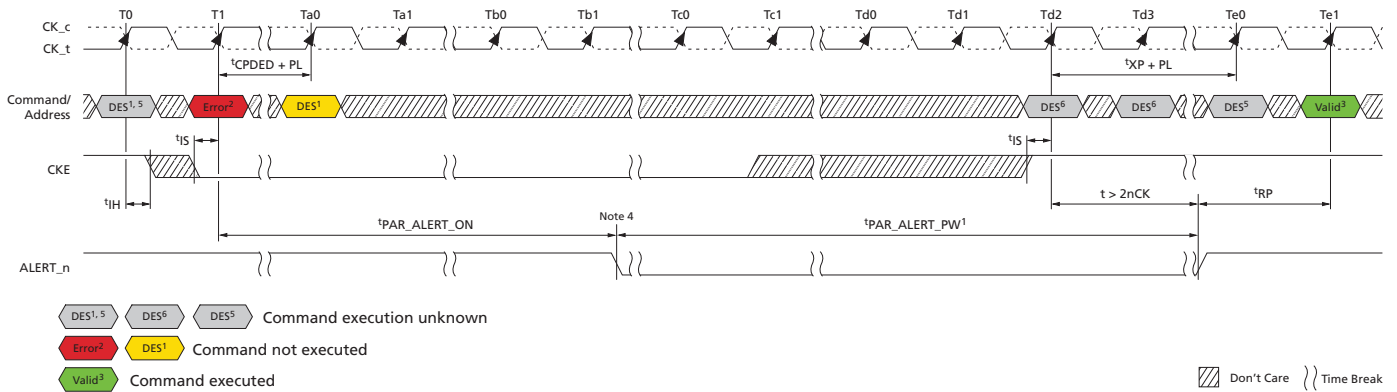 T0 T1 Ta0 Ta1 Tb0 Tb1 Tc0 Tc1 Td0 Td1 Td2 Td3 Te0 Te1
CK_c
CK_t
tCPDED + PL tXP + PL
Command/
Address
DES1, 5 Error2 DES1 DES6 DES6 DES5 Valid3
tIS tIS
CKE
tIH t > 2nCK tRP
Note 4
tPAR_ALERT_ON tPAR_ALERT_PW1
ALERT_n
DES1, 5 DES6 DES5 Command execution unknown
Error2 DES1 Command not executed
Valid3 Command executed
Don't Care Time Break